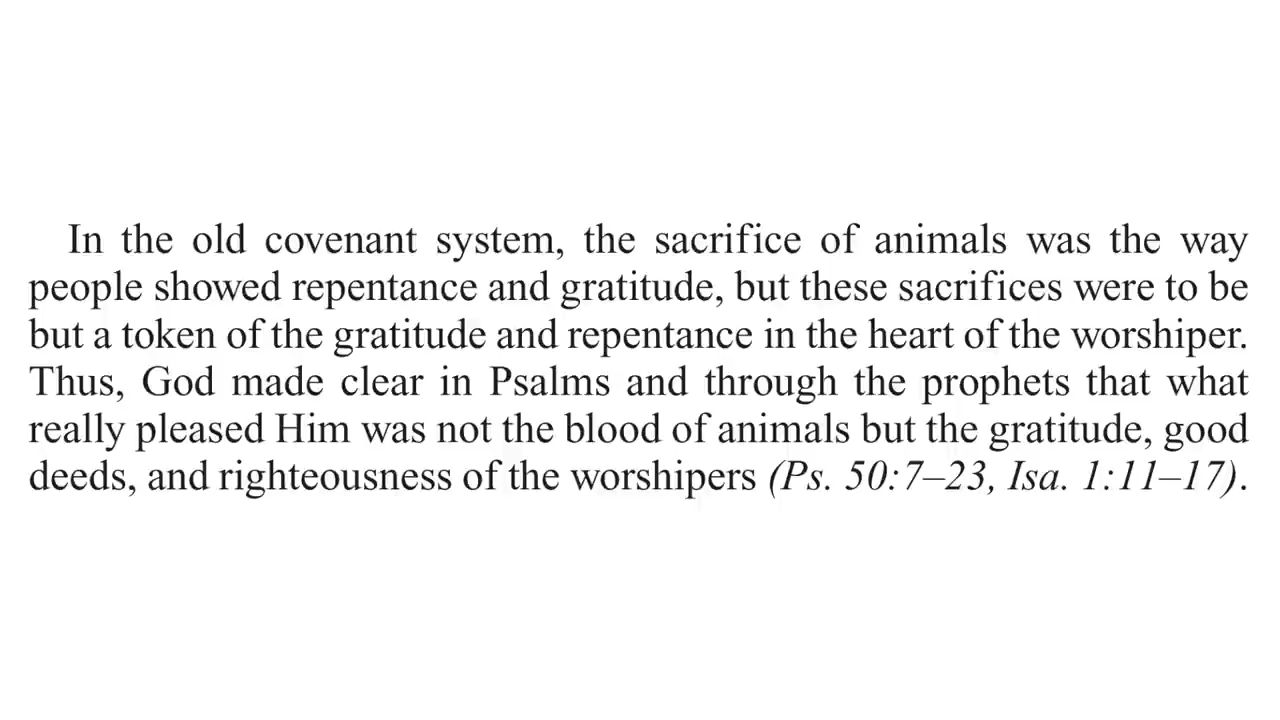 In the old covenant system, the sacrifice of animals was the way
people showed repentance and gratitude, but these sacrifices were to be
but a token of the gratitude and repentance in the heart of the worshiper.
Thus, God made clear in Psalms and through the prophets that what
really pleased Him was not the blood of animals but the gratitude, good
deeds, and righteousness of the worshipers (Ps. 50:7–23, Isa. 1:11–17).